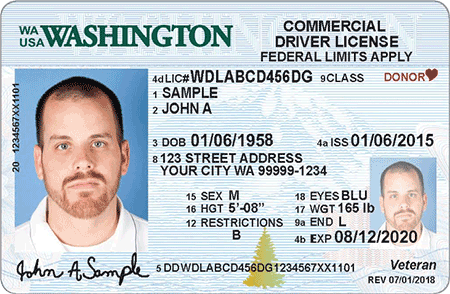 WA USA WASHINGTON
COMMERCIAL
DRIVER LICENSE
FEDERAL LIMITS APPLY
4d LIC# WDLABCD456DG 9 CLASS DONOR
1 SAMPLE
2 JOHN A
3 DOB 01/06/1958 4a ISS 01/06/2015
8 123 STREET ADDRESS
YOUR CITY WA 99999-1234
15 SEX M 18 EYES BLU
16 HGT 5'-08" 17 WGT 165 lb
12 RESTRICTIONS 9a END L
B 4b EXP 08/12/2020
20 1234567XX1101
John A Sample
5 DDWDLABCD456DG1234567XX1101
Veteran
REV 07/01/2018